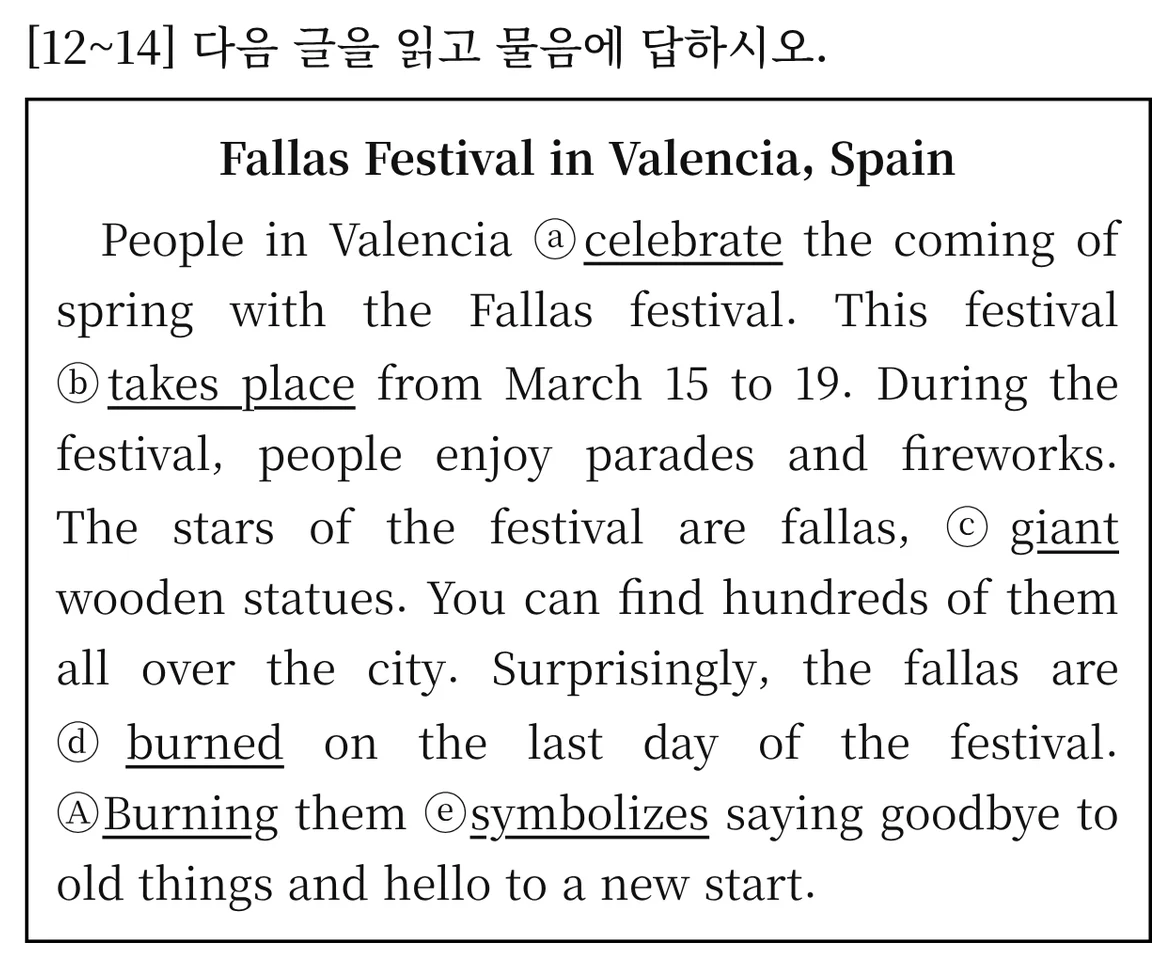 [12~14] 다음 글을 읽고 물음에 답하시오.
Fallas Festival in Valencia, Spain
People in Valencia ⓐcelebrate the coming of
spring with the Fallas festival. This festival
ⓑtakes place from March 15 to 19. During the
festival, people enjoy parades and fireworks.
The stars of the festival are fallas, ⓒ giant
wooden statues. You can find hundreds of them
all over the city. Surprisingly, the fallas are
ⓓ burned on the last day of the festival.
ⒶBurning them ⓔsymbolizes saying goodbye to
old things and hello to a new start.